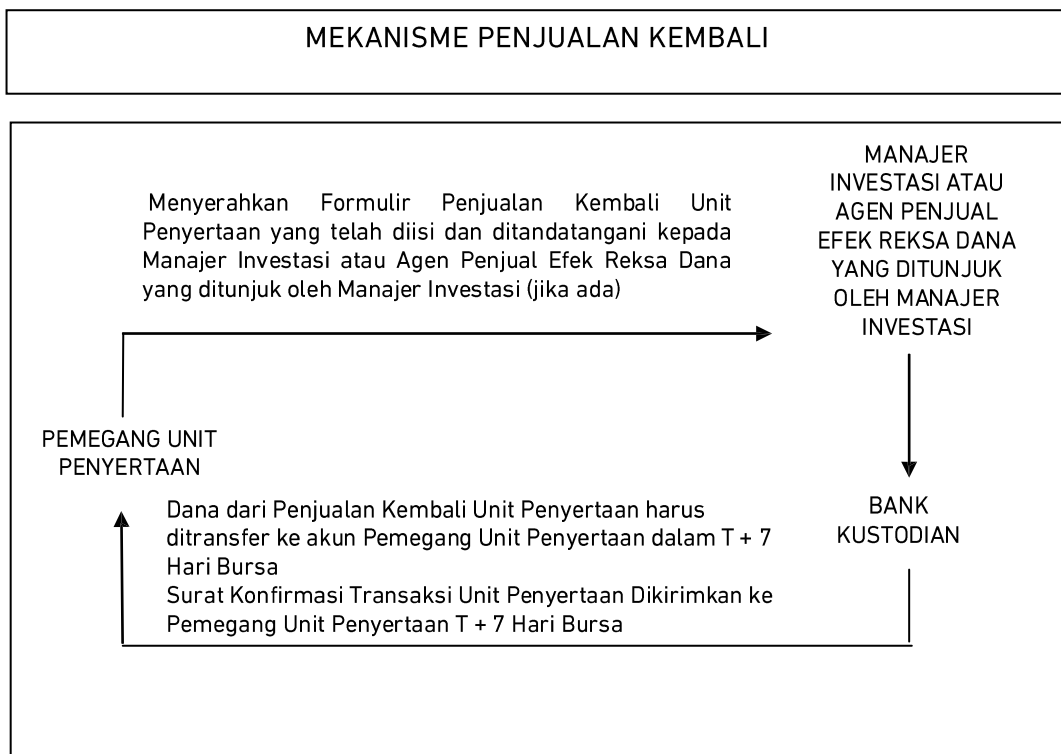 MEKANISME PENJUALAN KEMBALI
Menyerahkan Formulir Penjualan Kembali Unit
Penyertaan yang telah diisi dan ditandatangani kepada
Manajer Investasi atau Agen Penjual Efek Reksa Dana
yang ditunjuk oleh Manajer Investasi (jika ada)
MANAJER
INVESTASI ATAU
AGEN PENJUAL
EFEK REKSA DANA
YANG DITUNJUK
OLEH MANAJER
INVESTASI
PEMEGANG UNIT
PENYERTAAN
Dana dari Penjualan Kembali Unit Penyertaan harus
ditransfer ke akun Pemegang Unit Penyertaan dalam T + 7
Hari Bursa
Surat Konfirmasi Transaksi Unit Penyertaan Dikirimkan ke
Pemegang Unit Penyertaan T + 7 Hari Bursa
BANK
KUSTODIAN